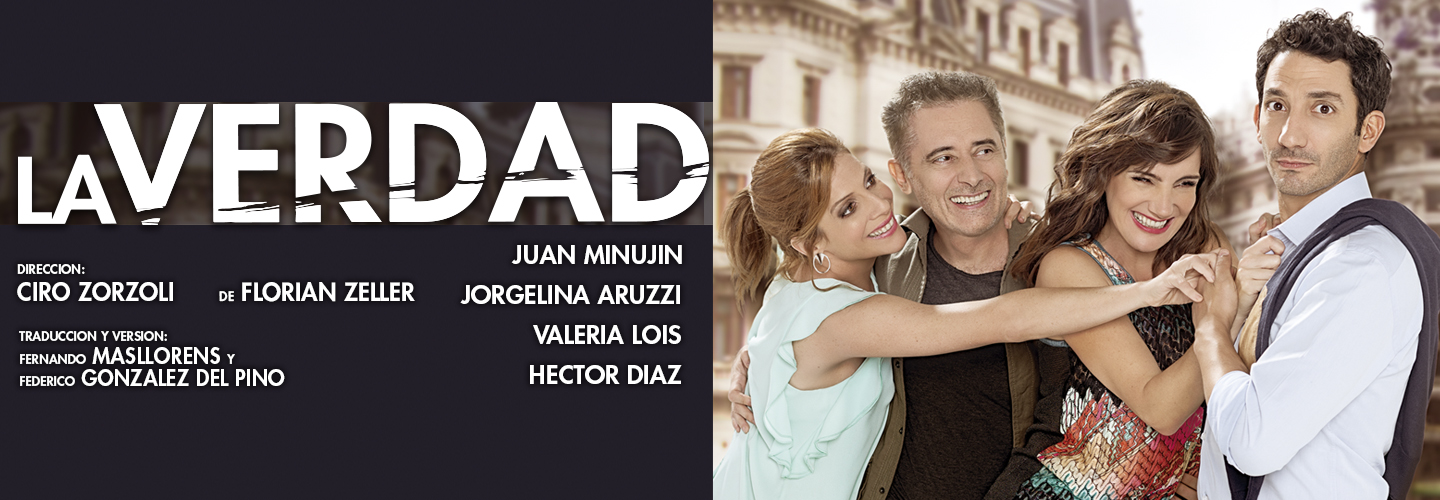 LA VERDAD
DIRECCION:
CIRO ZORZOLI
DE FLORIAN ZELLER
TRADUCCION Y VERSION:
FERNANDO MASLLORENS Y
FEDERICO GONZALEZ DEL PINO
JUAN MINUJIN
JORGELINA ARUZZI
VALERIA LOIS
HECTOR DIAZ